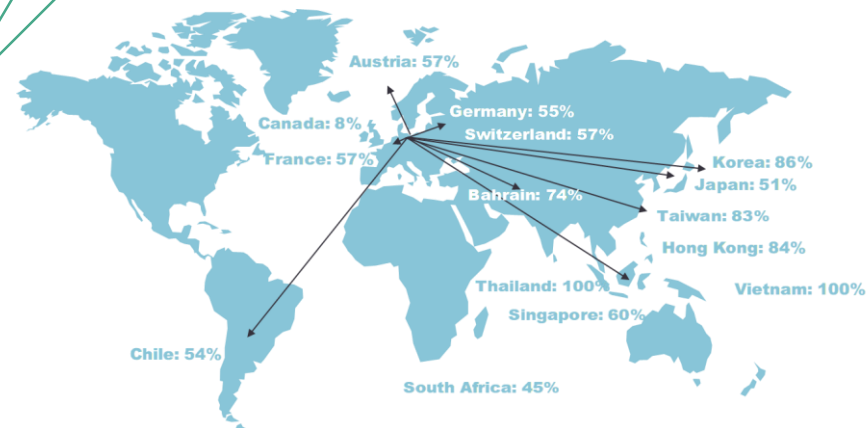 Austria: 57%
Germany: 55%
Canada: 8%
Switzerland: 57%
France: 57%
Korea: 86%
Japan: 51%
Bahrain: 74%
Taiwan: 83%
Hong Kong: 84%
Thailand: 100%
Vietnam: 100%
Singapore: 60%
Chile: 54%
South Africa: 45%